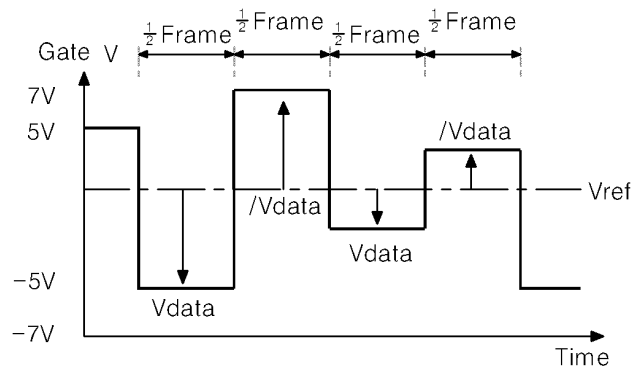 ½ Frame ½ Frame ½ Frame ½ Frame
Gate V
7V
5V
/Vdata
Vref
/Vdata
Vdata
-5V
Vdata
-7V
Time